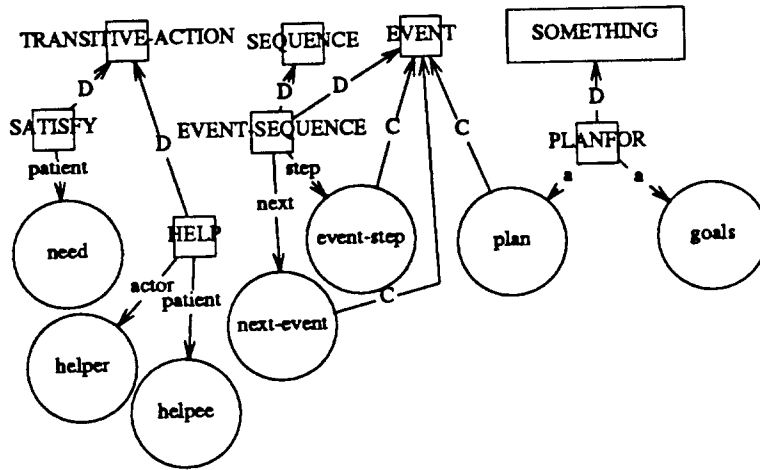 TRANSITIVE-ACTION SEQUENCE EVENT SOMETHING
D D D D
SATISFY EVENT-SEQUENCE D C C PLANFOR
patient step a a
need HELP next event-step plan goals
actor patient
next-event C
helper
helpee